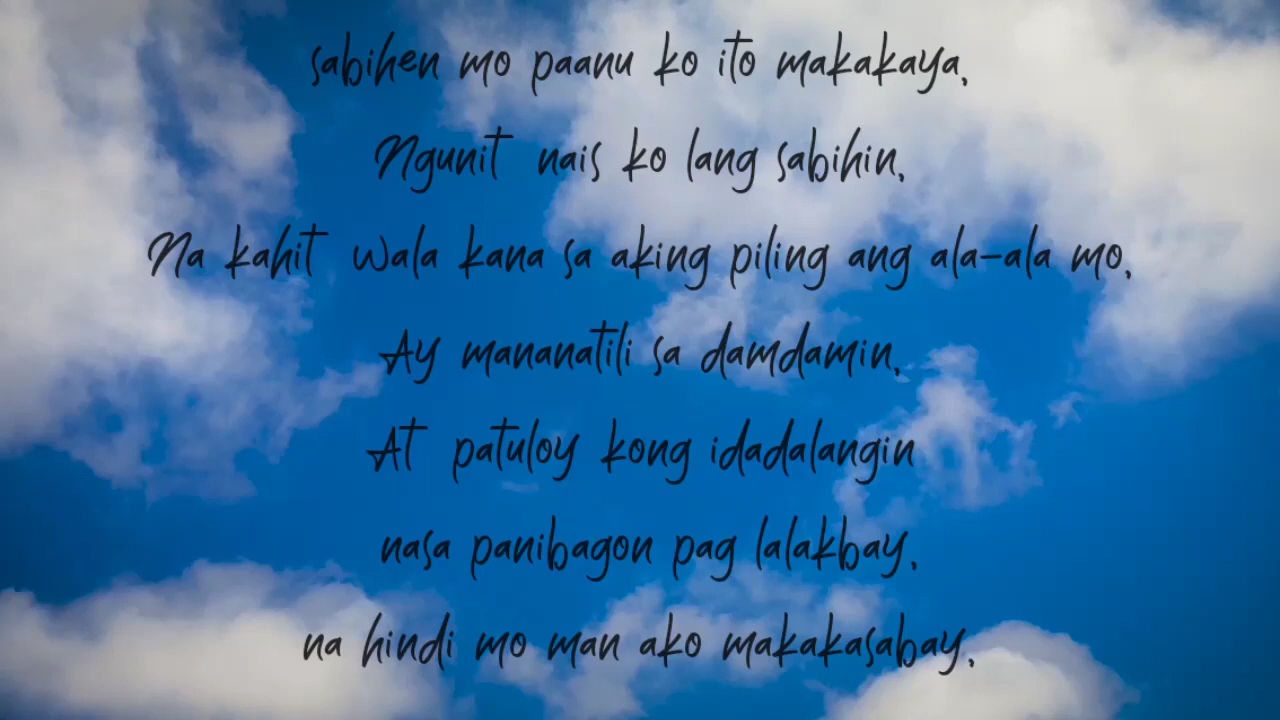 sabihen mo paanu ko ito makakaya,
Ngunit nais ko lang sabihin,
Na kahit wala kana sa aking piling ang ala-ala mo,
Ay mananatili sa damdamin,
At patuloy kong idadalangin
nasa panibagon pag lalakbay,
na hindi mo man ako makakasabay,